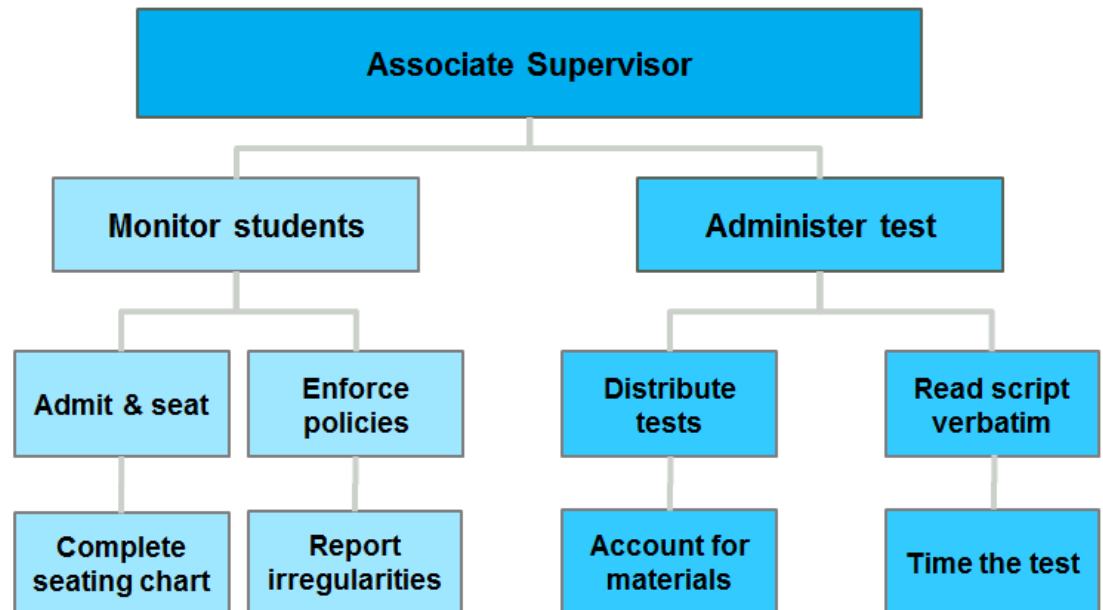 Associate Supervisor
Monitor students
Administer test
Admit & seat
Enforce
policies
Distribute
tests
Read script
verbatim
Complete
seating chart
Report
irregularities
Account for
materials
Time the test